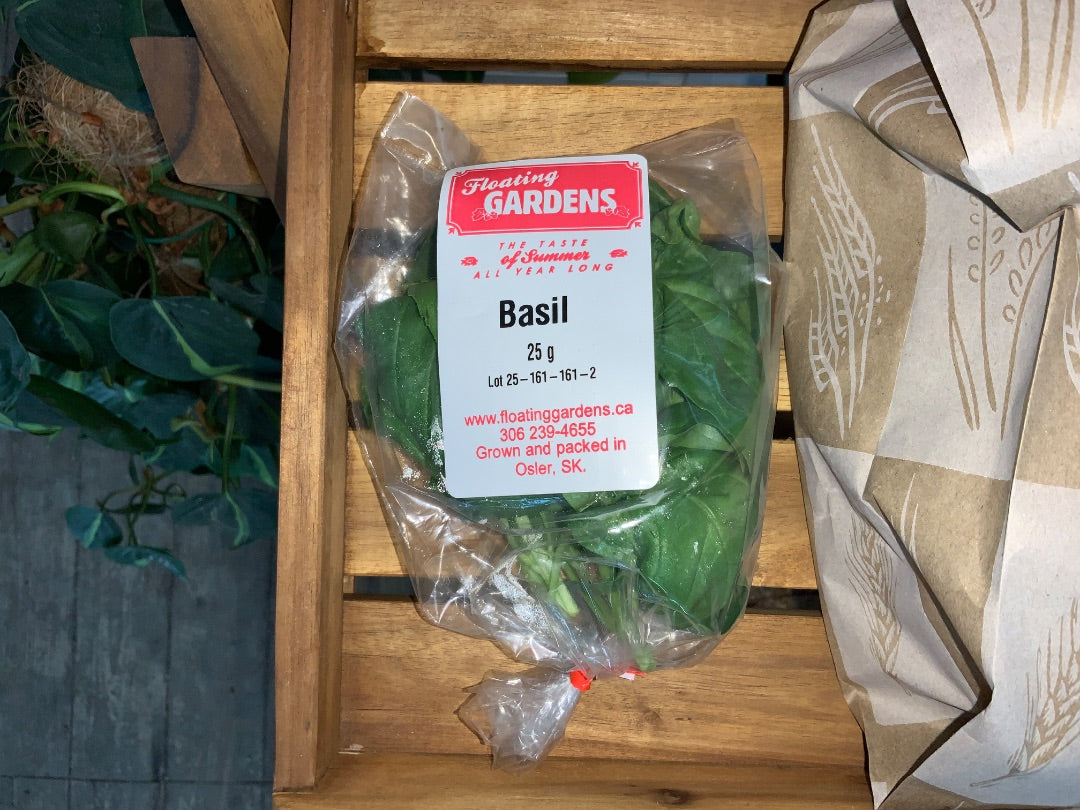 Floating
GARDENS
THE TASTE
of Summer
ALL YEAR LONG
Basil
25 g
Lot 25-161-161-2
www.floatinggardens.ca
306 239-4655
Grown and packed in
Osler, SK.